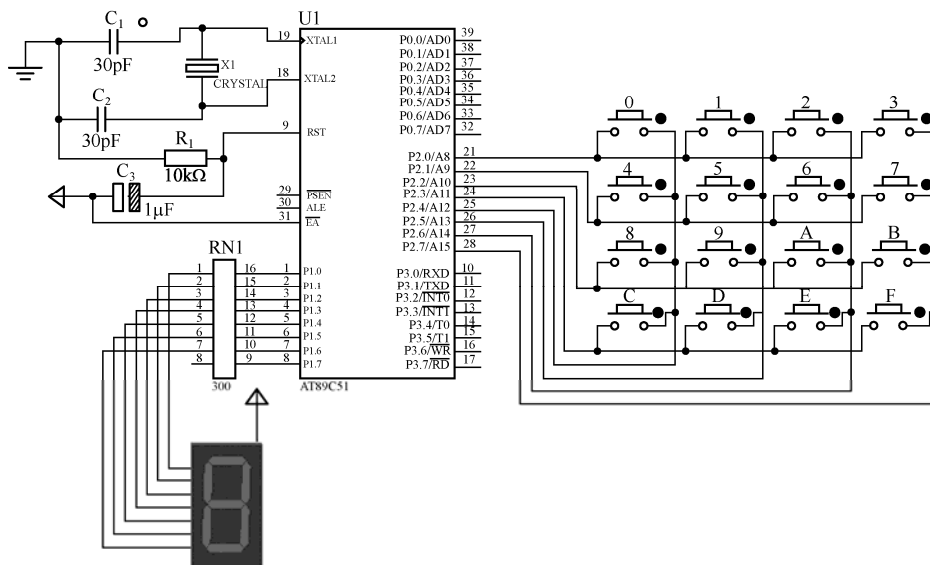 U1
C1
30pF
19 XTAL1
X1
CRYSTAL
18 XTAL2
C2
30pF
9 RST
R1
10kΩ
C3
1µF
29 PSEN
30 ALE
31 EA
RN1
1 16 1 P1.0
2 15 2 P1.1
3 14 3 P1.2
4 13 4 P1.3
5 12 5 P1.4
6 11 6 P1.5
7 10 7 P1.6
8 9 8 P1.7
300
AT89C51
P0.0/AD0 39
P0.1/AD1 38
P0.2/AD2 37
P0.3/AD3 36
P0.4/AD4 35
P0.5/AD5 34
P0.6/AD6 33
P0.7/AD7 32
P2.0/A8 21
P2.1/A9 22
P2.2/A10 23
P2.3/A11 24
P2.4/A12 25
P2.5/A13 26
P2.6/A14 27
P2.7/A15 28
P3.0/RXD 10
P3.1/TXD 11
P3.2/INT0 12
P3.3/INT1 13
P3.4/T0 14
P3.5/T1 15
P3.6/WR 16
P3.7/RD 17
0 1 2 3
4 5 6 7
8 9 A B
C D E F